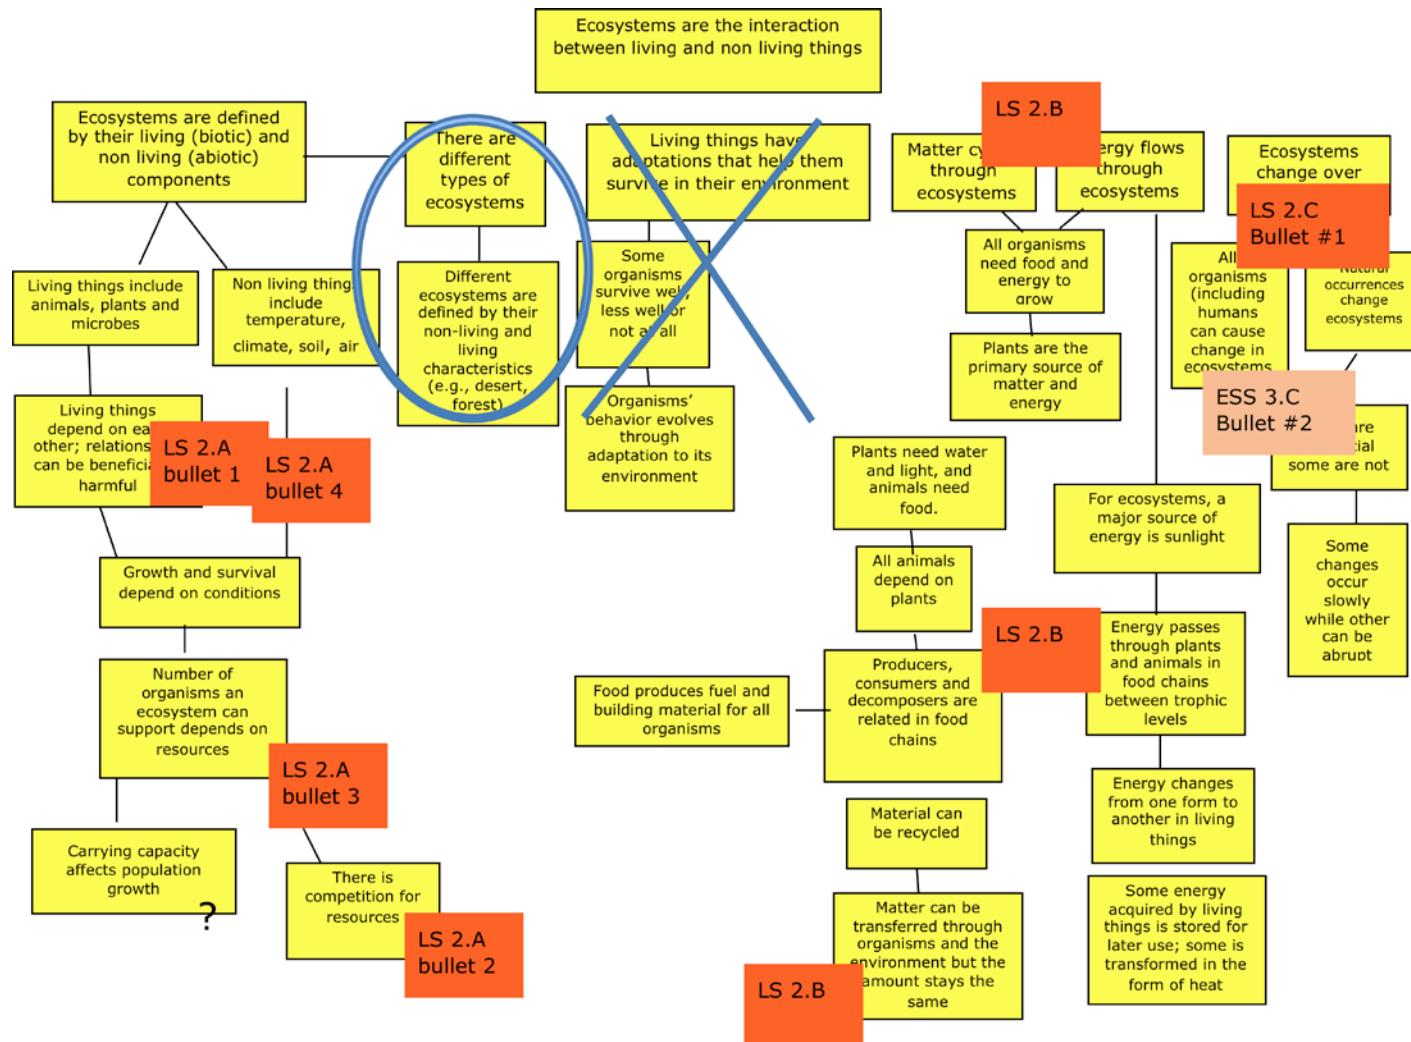 Ecosystems are the interaction
between living and non living things
Ecosystems are defined
by their living (biotic) and
non living (abiotic)
components
There are
different
types of
ecosystems
Living things have
adaptations that help them
survive in their environment
LS 2.B
Matter
through
ecosystems
flows
through
ecosystems
Ecosystems
change over
LS 2.C
Bullet #1
Living things include
animals, plants and
microbes
Non living things
include
temperature,
climate, soil, air
Different
ecosystems are
defined by their
non-living and
living
characteristics
(e.g., desert,
forest)
Some
organisms
survive well,
less well or
not at all
All organisms
need food and
energy to
grow
All
organisms
(including
humans
can cause
change in
ecosystems
Natural
occurrences
change
ecosystems
Plants are the
primary source of
matter and
energy
ESS 3.C
Bullet #2
are
some are not
Living things
depend on
other;
can be
harmful
LS 2.A
bullet 1
LS 2.A
bullet 4
Organisms’
behavior evolves
through
adaptation to its
environment
Plants need water
and light, and
animals need
food.
For ecosystems, a
major source of
energy is sunlight
Some
changes
occur
slowly
while other
can be
abrupt
Growth and survival
depend on conditions
All animals
depend on
plants
LS 2.B
Energy passes
through plants
and animals in
food chains
between trophic
levels
Number of
organisms an
ecosystem can
support depends on
resources
Food produces fuel and
building material for all
organisms
Producers,
consumers and
decomposers are
related in food
chains
LS 2.A
bullet 3
Energy changes
from one form to
another in living
things
Material can
be recycled
Carrying capacity
affects population
growth
?
There is
competition for
resources
LS 2.A
bullet 2
Matter can be
transferred through
organisms and the
environment but the
amount stays the
same
LS 2.B
Some energy
acquired by living
things is stored for
later use; some is
transformed in the
form of heat